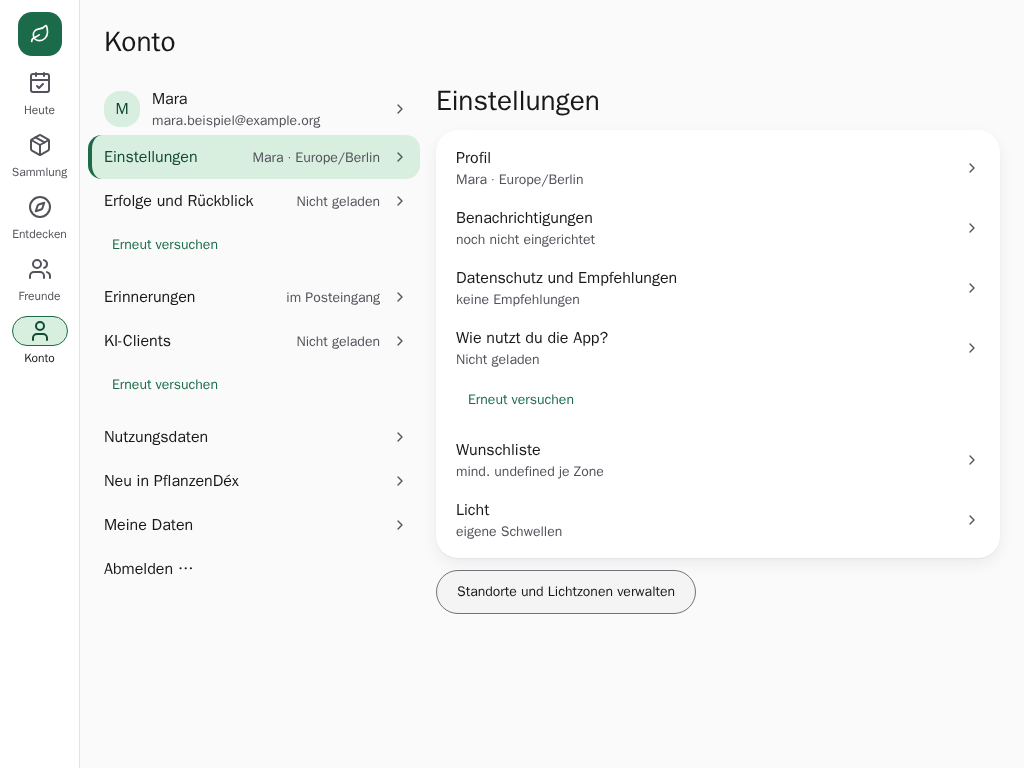 Heute
Sammlung
Entdecken
Freunde
Konto
Konto
M
Mara
mara.beispiel@example.org
Einstellungen
Mara · Europe/Berlin
Erfolge und Rückblick
Nicht geladen
Erneut versuchen
Erinnerungen
im Posteingang
KI-Clients
Nicht geladen
Erneut versuchen
Nutzungsdaten
Neu in PflanzenDéx
Meine Daten
Abmelden ···
Einstellungen
Profil
Mara · Europe/Berlin
Benachrichtigungen
noch nicht eingerichtet
Datenschutz und Empfehlungen
keine Empfehlungen
Wie nutzt du die App?
Nicht geladen
Erneut versuchen
Wunschliste
mind. undefined je Zone
Licht
eigene Schwellen
Standorte und Lichtzonen verwalten